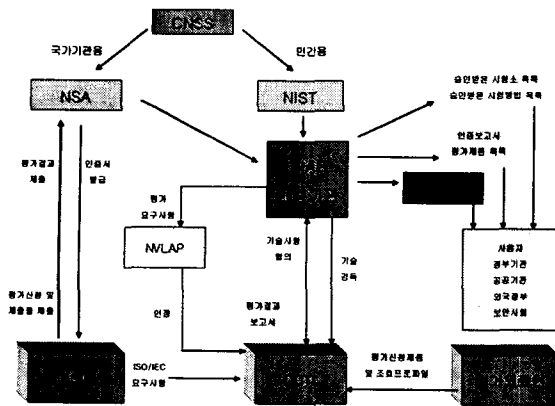 CNSS
국가기관용
민간용
NSA
NIST
승인받은 시험소 목록
승인받은 시험방법 목록
인증보고서
평가제품 목록
평가결과
제출
인증서
발급
평가
요구사항
NVLAP
기술사항
협의
기술
감독
사용자
정부기관
공공기관
외국정부
보안시험
평가신청 및
제출물 제출
인정
평가결과
보고서
ISO/IEC
요구사항
평가신청제품
및 보호프로파일